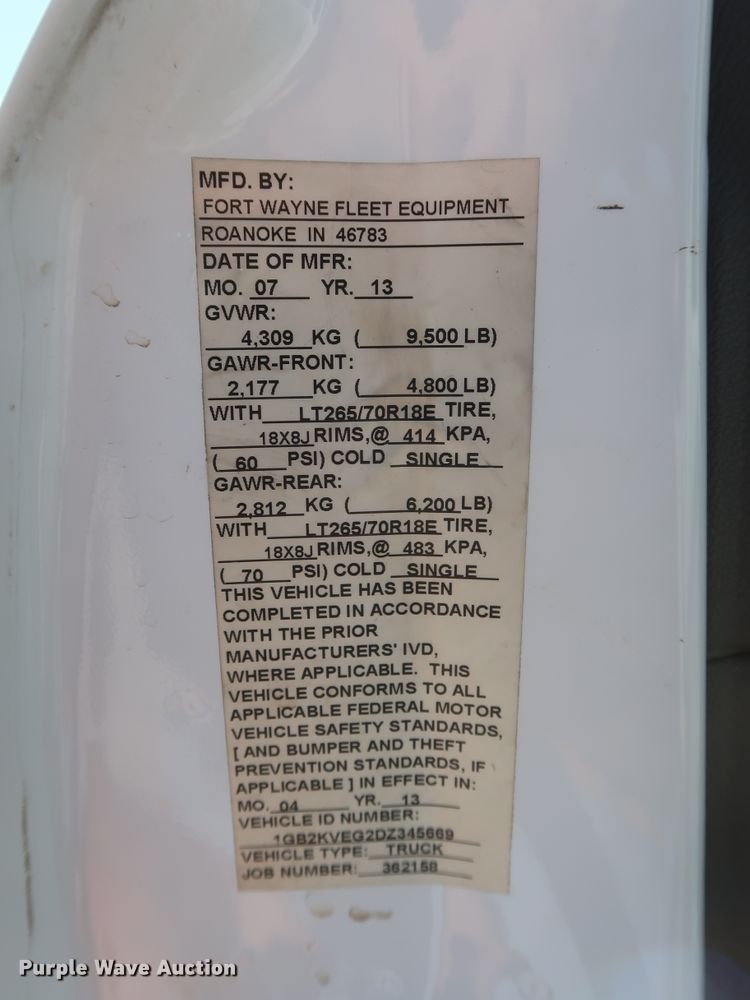 MFD. BY:
FORT WAYNE FLEET EQUIPMENT
ROANOKE IN 46783
DATE OF MFR:
MO. 07 YR. 13
GVWR:
4,309 KG ( 9,500 LB)
GAWR-FRONT:
2,177 KG ( 4,800 LB)
WITH LT265/70R18E TIRE,
18X8J RIMS,@ 414 KPA,
( 60 PSI) COLD SINGLE
GAWR-REAR:
2,812 KG ( 6,200 LB)
WITH LT265/70R18E TIRE,
18X8J RIMS,@ 483 KPA,
( 70 PSI) COLD SINGLE
THIS VEHICLE HAS BEEN
COMPLETED IN ACCORDANCE
WITH THE PRIOR
MANUFACTURERS' IVD,
WHERE APPLICABLE. THIS
VEHICLE CONFORMS TO ALL
APPLICABLE FEDERAL MOTOR
VEHICLE SAFETY STANDARDS,
[ AND BUMPER AND THEFT
PREVENTION STANDARDS, IF
APPLICABLE ] IN EFFECT IN:
MO. 04 YR. 13
VEHICLE ID NUMBER:
1GB2KVEG2DZ345669
VEHICLE TYPE: TRUCK
JOB NUMBER: 362158
Purple Wave Auction